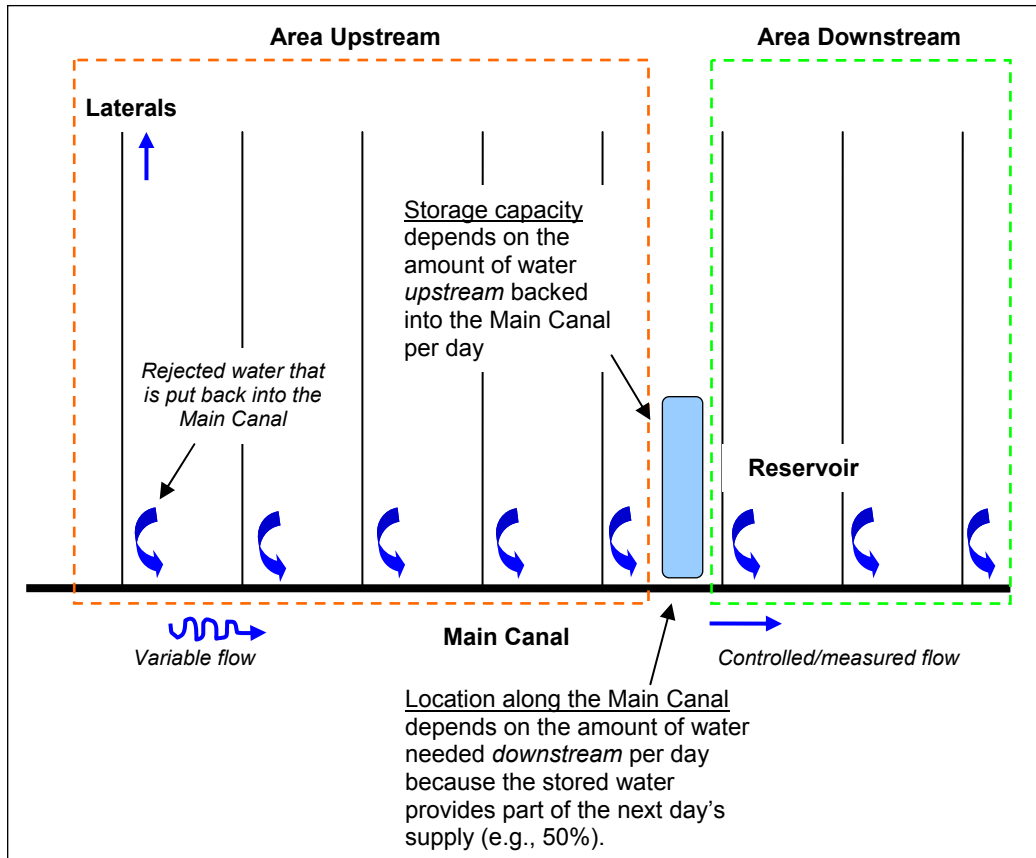 Area Upstream
Area Downstream
Laterals
Storage capacity
depends on the
amount of water
upstream backed
into the Main Canal
per day
Rejected water that
is put back into the
Main Canal
Reservoir
Main Canal
Variable flow
Controlled/measured flow
Location along the Main Canal
depends on the amount of water
needed downstream per day
because the stored water
provides part of the next day’s
supply (e.g., 50%).